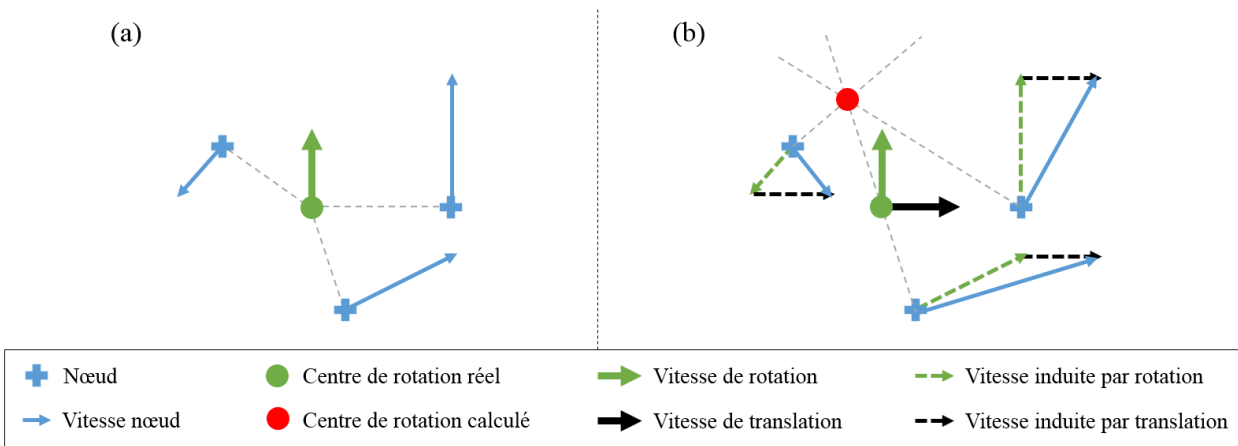 (a)
(b)
Nœud
Centre de rotation réel
Vitesse de rotation
Vitesse induite par rotation
Vitesse nœud
Centre de rotation calculé
Vitesse de translation
Vitesse induite par translation